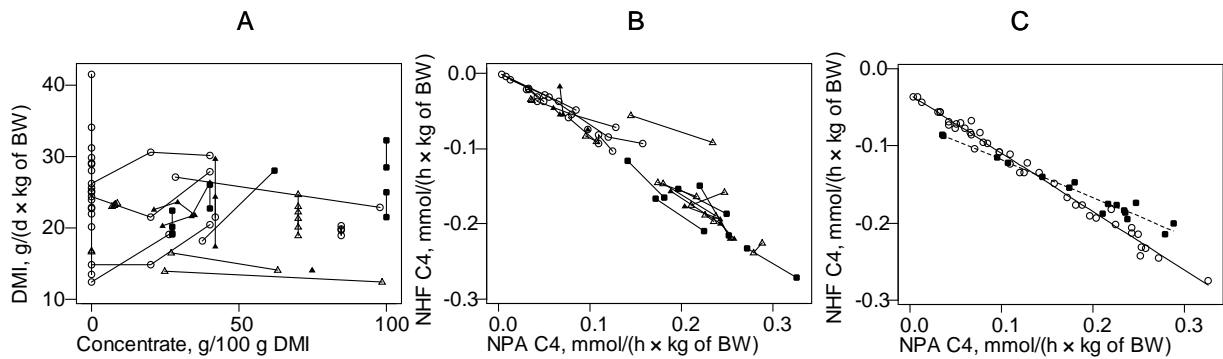 A
B
C
DMI, g/(d × kg of BW)
40
30
20
10
0
50
100
Concentrate, g/100 g DMI
NHF C4, mmol/(h × kg of BW)
0.0
-0.1
-0.2
-0.3
0.0
0.1
0.2
0.3
NPA C4, mmol/(h × kg of BW)
NHF C4, mmol/(h × kg of BW)
0.0
-0.1
-0.2
-0.3
0.0
0.1
0.2
0.3
NPA C4, mmol/(h × kg of BW)